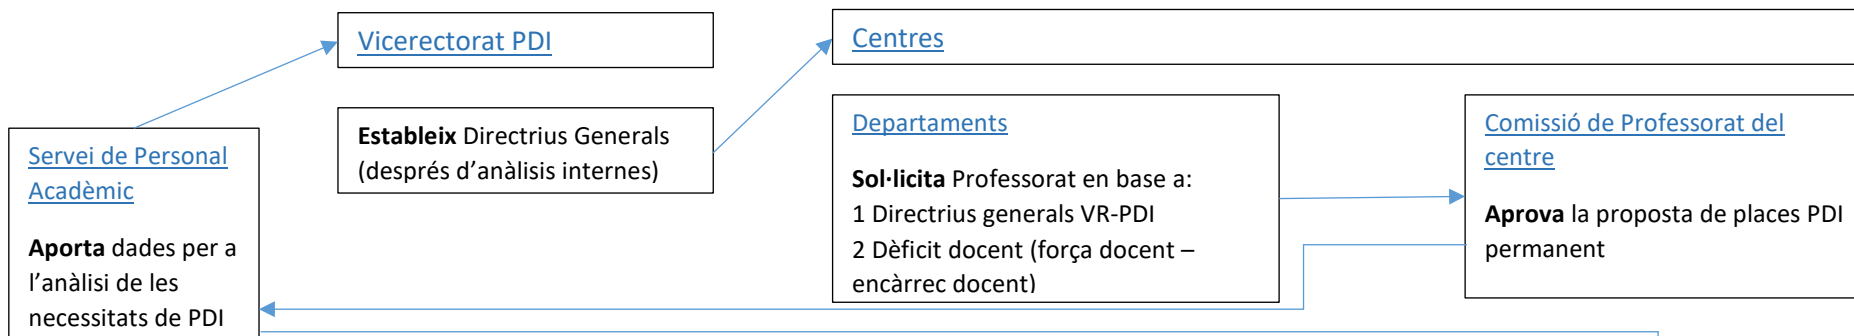 Vicerectorat PDI
Centres
Estableix Directrius Generals
(després d’anàlisis internes)
Servei de Personal
Acadèmic
Aporta dades per a
l’anàlisi de les
necessitats de PDI
Departaments
Sol·licita Professorat en base a:
1 Directrius generals VR-PDI
2 Dèficit docent (força docent –
encàrrec docent)
Comissió de Professorat del
centre
Aprova la proposta de places PDI
permanent